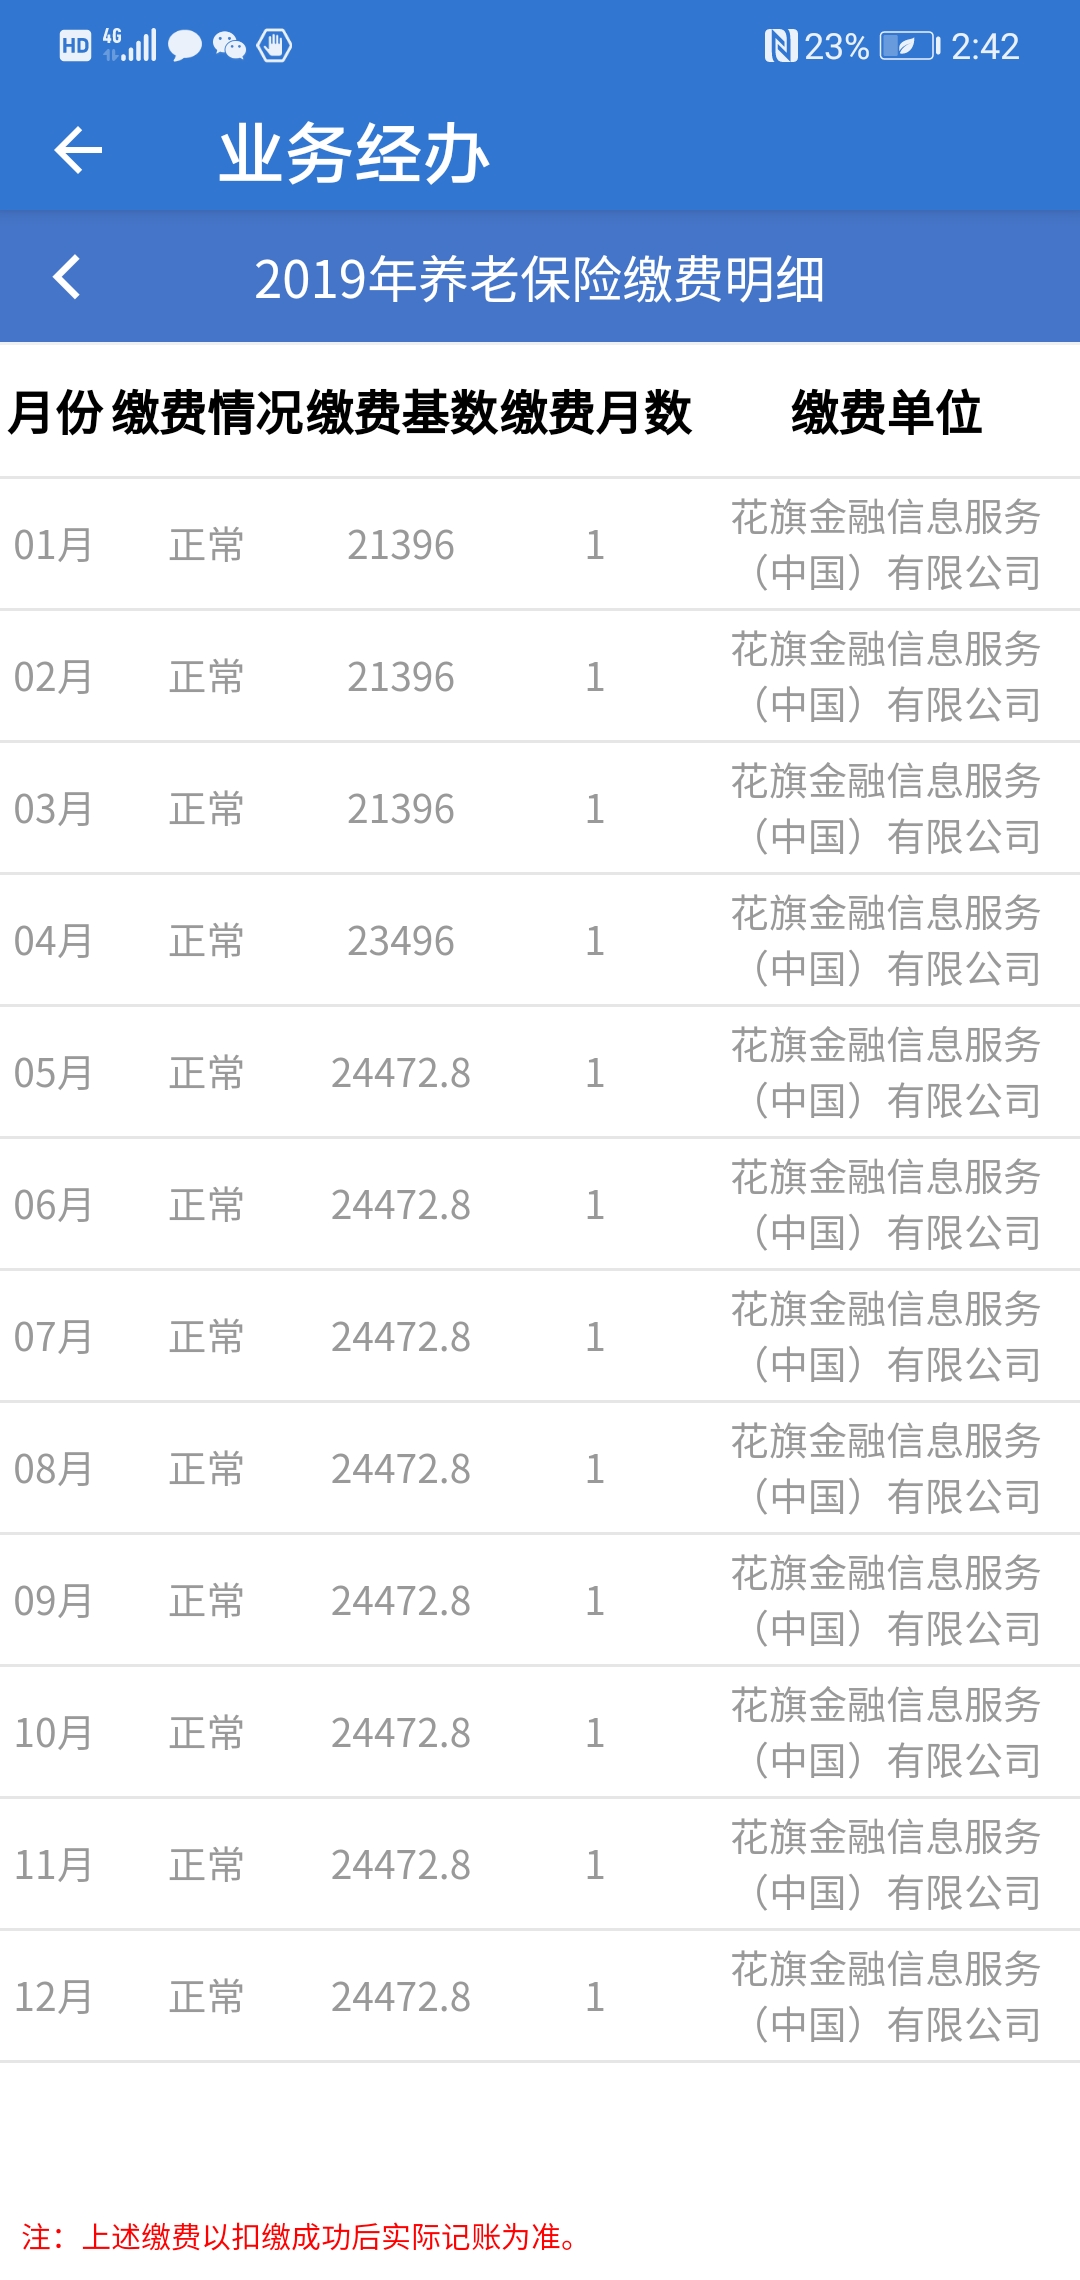 HD 4G 23% 2:42
业务经办
2019年养老保险缴费明细
月份 缴费情况 缴费基数 缴费月数 缴费单位
01月 正常 21396 1 花旗金融信息服务
（中国）有限公司
02月 正常 21396 1 花旗金融信息服务
（中国）有限公司
03月 正常 21396 1 花旗金融信息服务
（中国）有限公司
04月 正常 23496 1 花旗金融信息服务
（中国）有限公司
05月 正常 24472.8 1 花旗金融信息服务
（中国）有限公司
06月 正常 24472.8 1 花旗金融信息服务
（中国）有限公司
07月 正常 24472.8 1 花旗金融信息服务
（中国）有限公司
08月 正常 24472.8 1 花旗金融信息服务
（中国）有限公司
09月 正常 24472.8 1 花旗金融信息服务
（中国）有限公司
10月 正常 24472.8 1 花旗金融信息服务
（中国）有限公司
11月 正常 24472.8 1 花旗金融信息服务
（中国）有限公司
12月 正常 24472.8 1 花旗金融信息服务
（中国）有限公司
注：上述缴费以扣缴成功后实际记账为准。